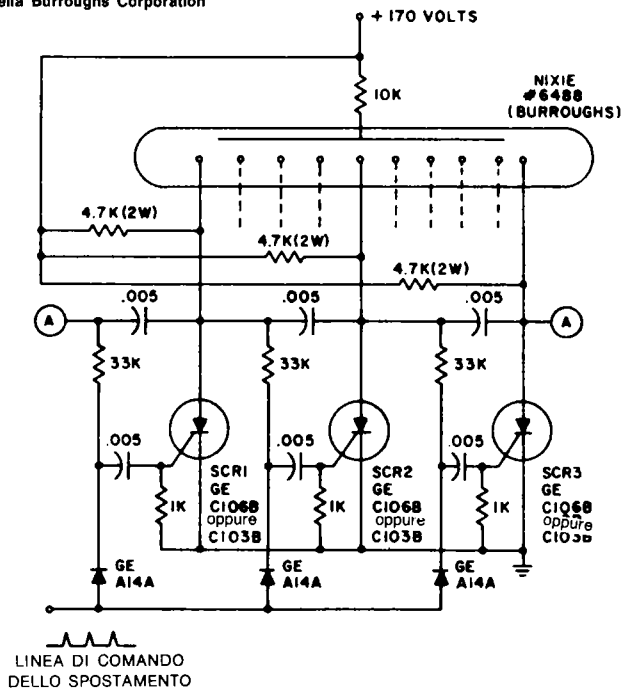 ella Burroughs Corporation
+ 170 VOLTS
10K
NIXIE
#6488
(BURROUGHS)
4.7K(2W)
4.7K(2W)
4.7K(2W)
.005
.005
.005
A
A
33K
33K
33K
.005
.005
.005
1K
1K
1K
SCR1
GE
C106B
oppure
C103B
SCR2
GE
C106B
oppure
C103B
SCR3
GE
C106B
oppure
C103B
GE
A14A
GE
A14A
GE
A14A
LINEA DI COMANDO
DELLO SPOSTAMENTO